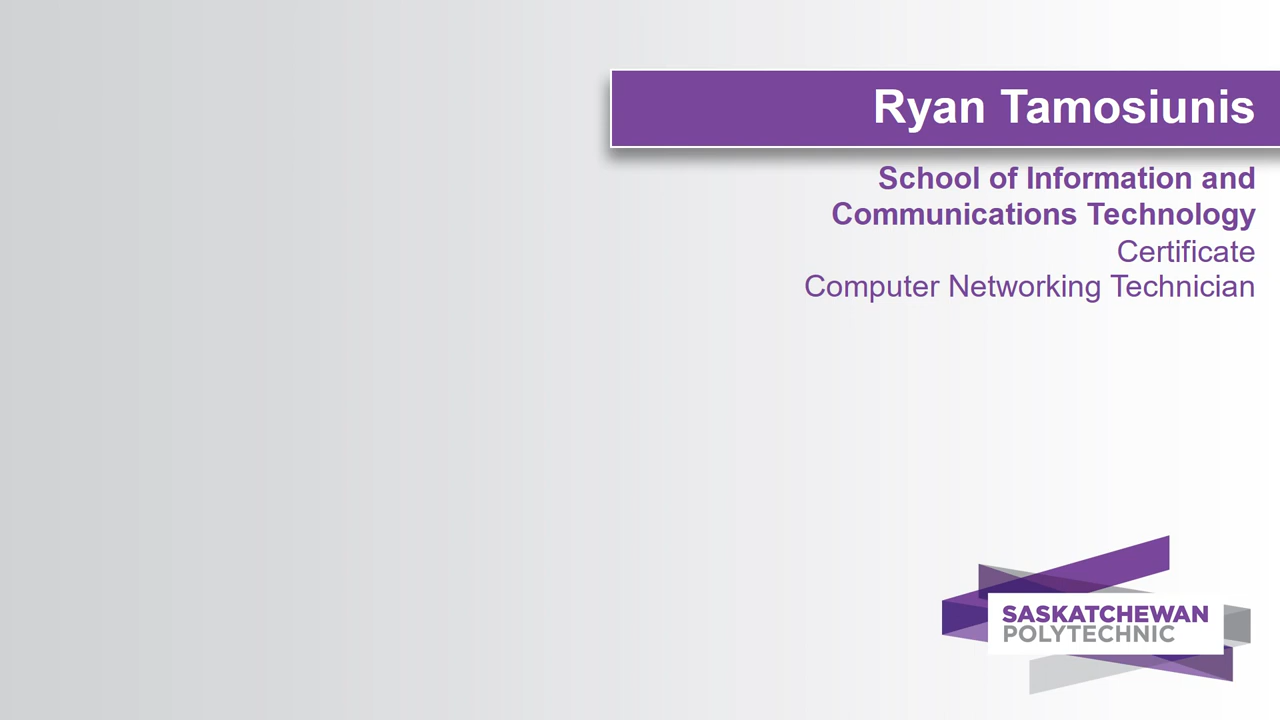 Ryan Tamosiunis
School of Information and
Communications Technology
Certificate
Computer Networking Technician
SASKATCHEWAN
POLYTECHNIC